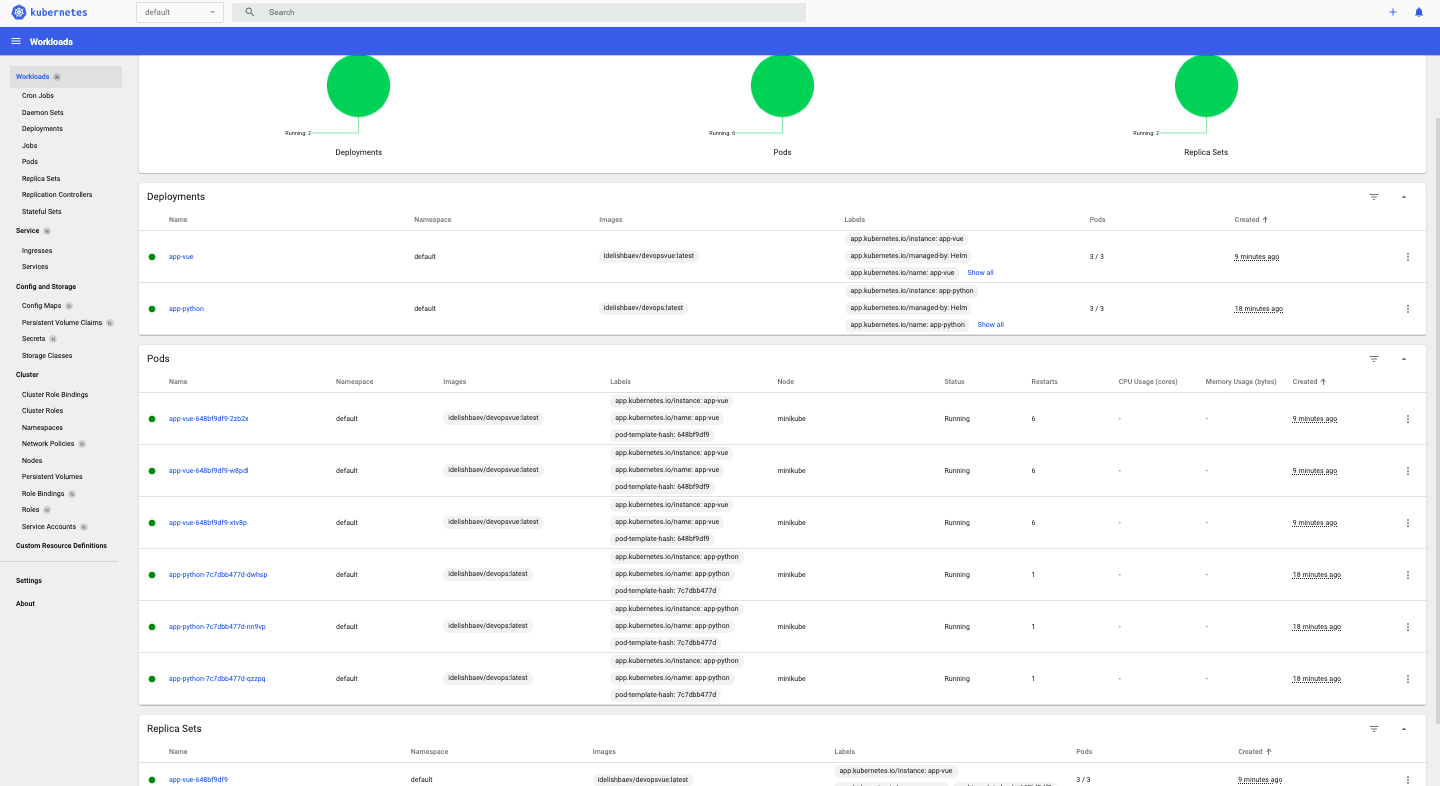 kubernetes
default
Search
Workloads
Workloads N
Cron Jobs
Daemon Sets
Deployments
Jobs
Pods
Replica Sets
Replication Controllers
Stateful Sets
Service N
Ingresses
Services
Config and Storage
Config Maps N
Persistent Volume Claims N
Secrets N
Storage Classes
Cluster
Cluster Role Bindings
Cluster Roles
Namespaces
Network Policies N
Nodes
Persistent Volumes
Role Bindings N
Roles N
Service Accounts N
Custom Resource Definitions
Settings
About
Running: 2
Running: 6
Running: 2
Deployments
Pods
Replica Sets
Deployments
Name Namespace Images Labels Pods Created
app.kubernetes.io/instance: app-vue
app-vue default idelishbaev/devopsvue:latest app.kubernetes.io/managed-by: Helm 3 / 3 9 minutes ago
app.kubernetes.io/name: app-vue Show all
app.kubernetes.io/instance: app-python
app-python default idelishbaev/devops:latest app.kubernetes.io/managed-by: Helm 3 / 3 18 minutes ago
app.kubernetes.io/name: app-python Show all
Pods
Name Namespace Images Labels Node Status Restarts CPU Usage (cores) Memory Usage (bytes) Created
app.kubernetes.io/instance: app-vue
app-vue-648bf9df9-2zb2x default idelishbaev/devopsvue:latest app.kubernetes.io/name: app-vue minikube Running 6 - - 9 minutes ago
pod-template-hash: 648bf9df9
app.kubernetes.io/instance: app-vue
app-vue-648bf9df9-w8pdl default idelishbaev/devopsvue:latest app.kubernetes.io/name: app-vue minikube Running 6 - - 9 minutes ago
pod-template-hash: 648bf9df9
app.kubernetes.io/instance: app-vue
app-vue-648bf9df9-xtv8p default idelishbaev/devopsvue:latest app.kubernetes.io/name: app-vue minikube Running 6 - - 9 minutes ago
pod-template-hash: 648bf9df9
app.kubernetes.io/instance: app-python
app-python-7c7dbb477d-dwhsp default idelishbaev/devops:latest app.kubernetes.io/name: app-python minikube Running 1 - - 18 minutes ago
pod-template-hash: 7c7dbb477d
app.kubernetes.io/instance: app-python
app-python-7c7dbb477d-nn9vp default idelishbaev/devops:latest app.kubernetes.io/name: app-python minikube Running 1 - - 18 minutes ago
pod-template-hash: 7c7dbb477d
app.kubernetes.io/instance: app-python
app-python-7c7dbb477d-qzzpq default idelishbaev/devops:latest app.kubernetes.io/name: app-python minikube Running 1 - - 18 minutes ago
pod-template-hash: 7c7dbb477d
Replica Sets
Name Namespace Images Labels Pods Created
app.kubernetes.io/instance: app-vue
app-vue-648bf9df9 default idelishbaev/devopsvue:latest 3 / 3 9 minutes ago